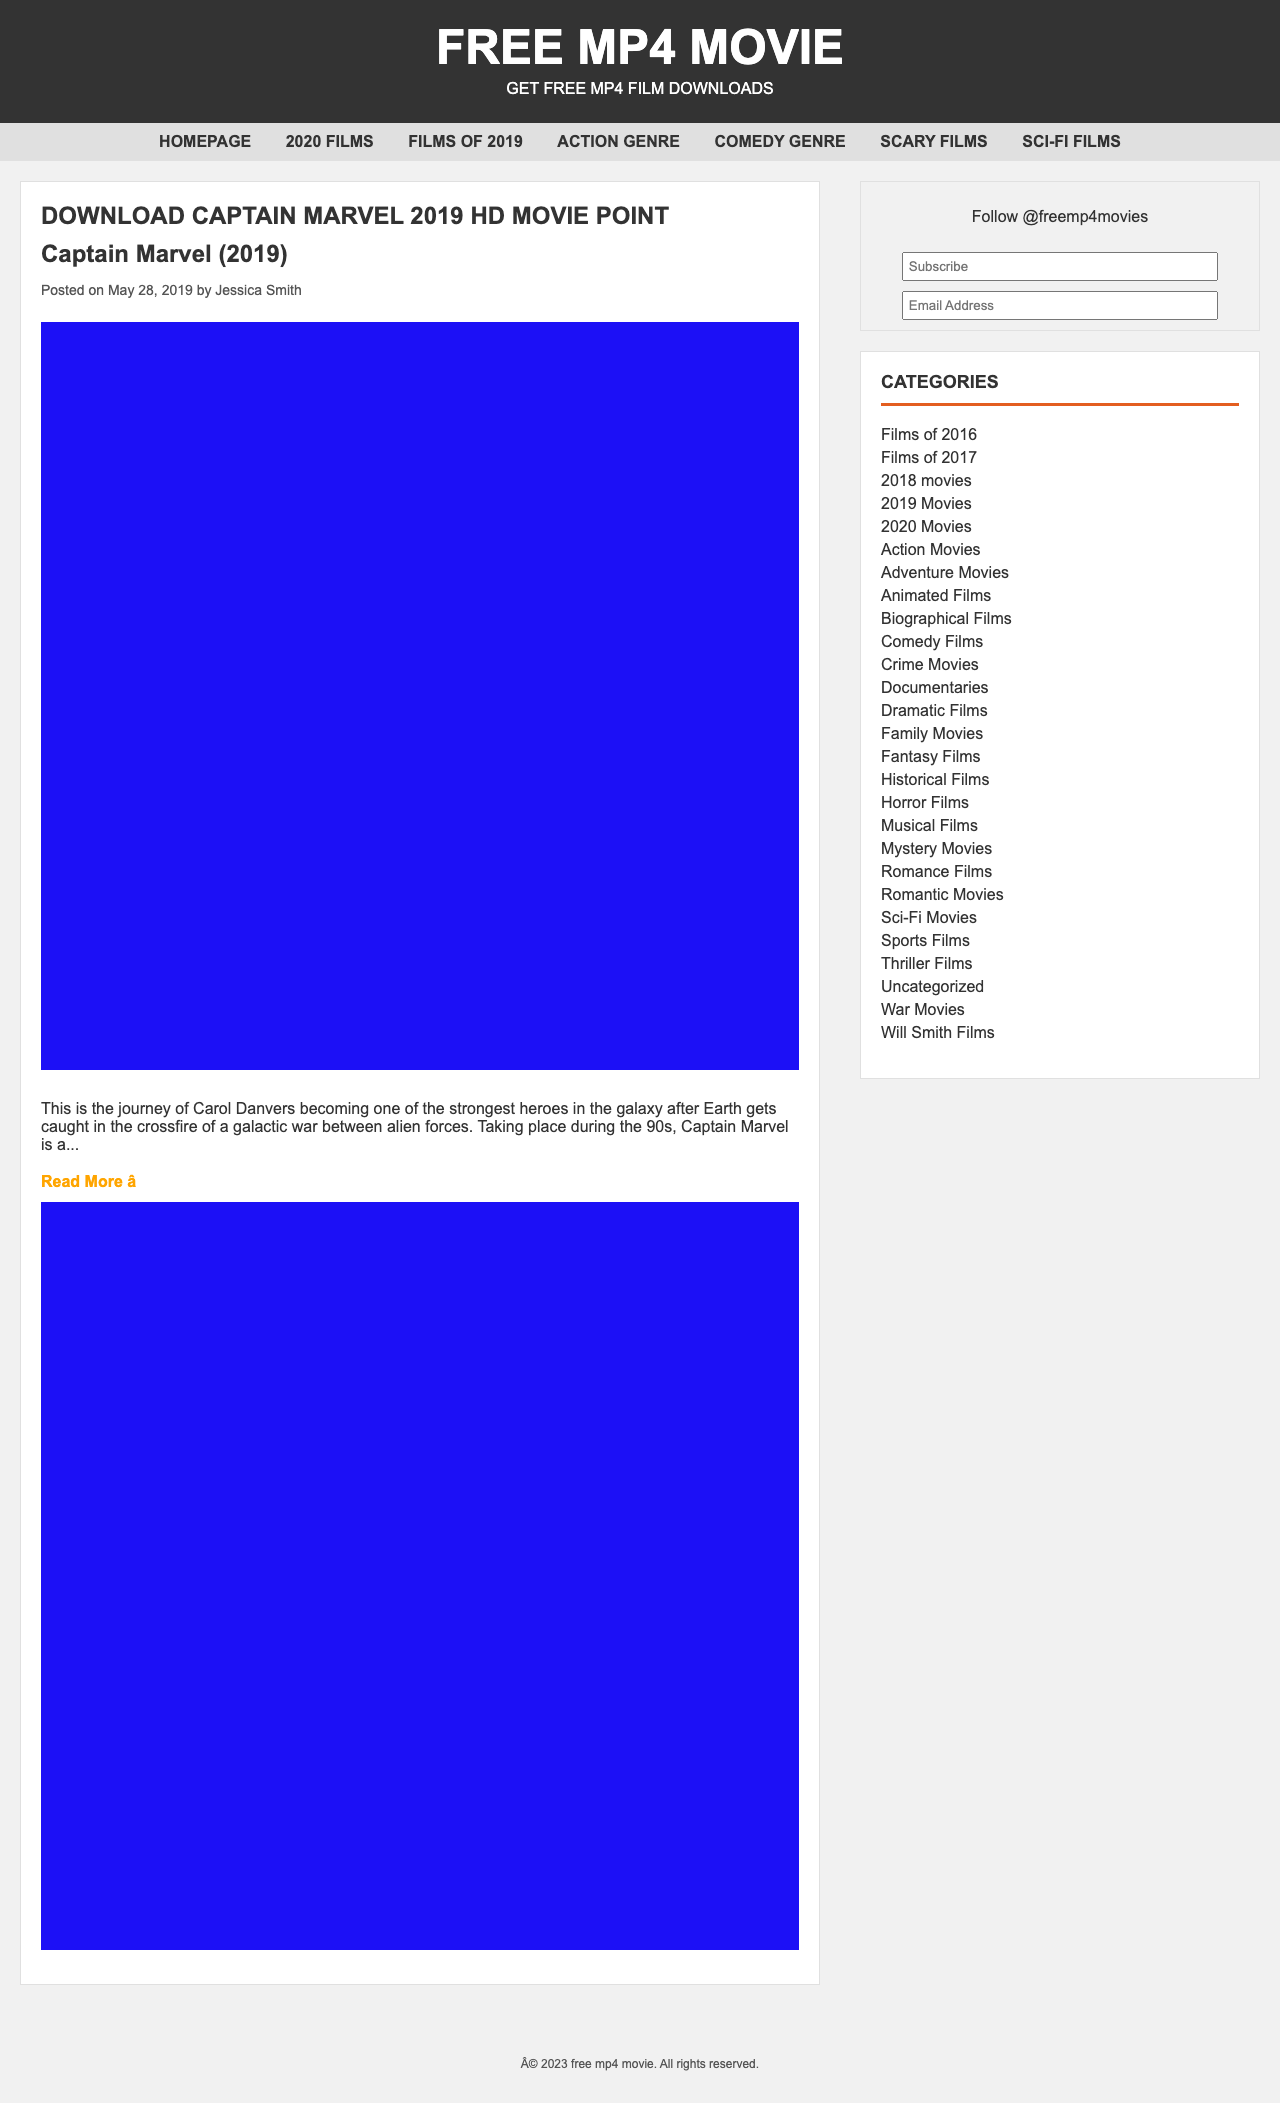 FREE MP4 MOVIE
GET FREE MP4 FILM DOWNLOADS
HOMEPAGE 2020 FILMS FILMS OF 2019 ACTION GENRE COMEDY GENRE SCARY FILMS SCI-FI FILMS
DOWNLOAD CAPTAIN MARVEL 2019 HD MOVIE POINT
Captain Marvel (2019)
Posted on May 28, 2019 by Jessica Smith
This is the journey of Carol Danvers becoming one of the strongest heroes in the galaxy after Earth gets
caught in the crossfire of a galactic war between alien forces. Taking place during the 90s, Captain Marvel
is a...
Read More â
Follow @freemp4movies
Subscribe
Email Address
CATEGORIES
Films of 2016
Films of 2017
2018 movies
2019 Movies
2020 Movies
Action Movies
Adventure Movies
Animated Films
Biographical Films
Comedy Films
Crime Movies
Documentaries
Dramatic Films
Family Movies
Fantasy Films
Historical Films
Horror Films
Musical Films
Mystery Movies
Romance Films
Romantic Movies
Sci-Fi Movies
Sports Films
Thriller Films
Uncategorized
War Movies
Will Smith Films
Â© 2023 free mp4 movie. All rights reserved.